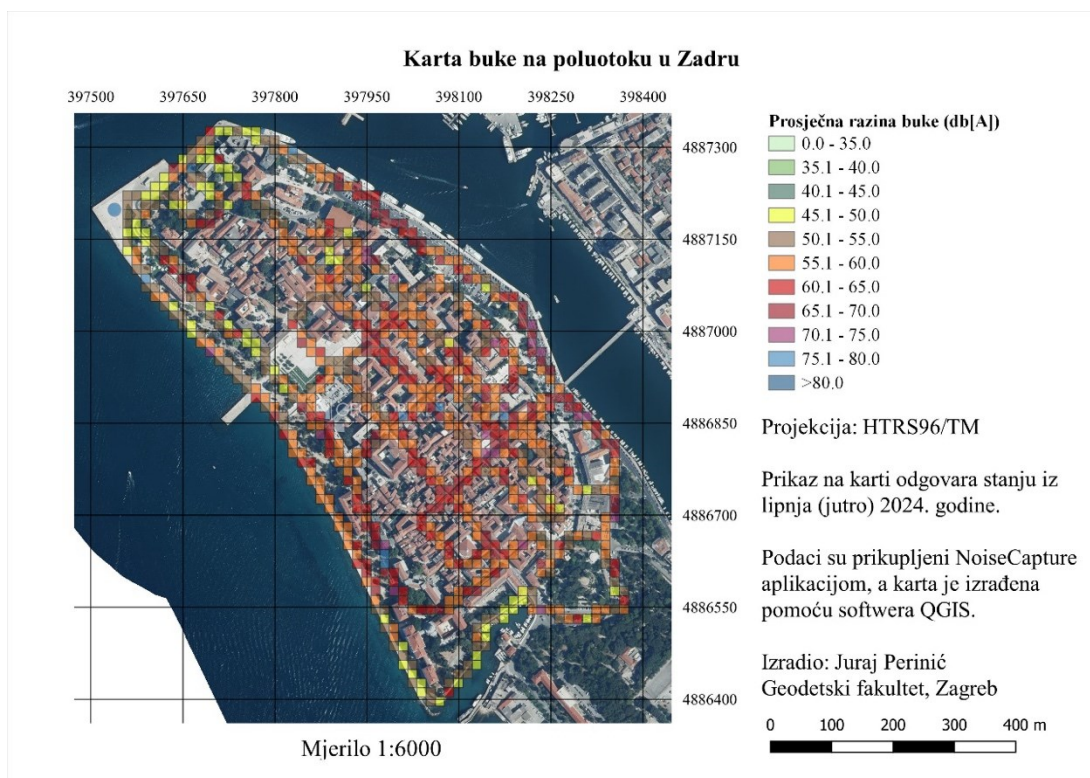 Karta buke na poluotoku u Zadru
397500 397650 397800 397950 398100 398250 398400
4887300
4887150
4887000
4886850
4886700
4886550
4886400
Prosječna razina buke (db[A])
0.0 - 35.0
35.1 - 40.0
40.1 - 45.0
45.1 - 50.0
50.1 - 55.0
55.1 - 60.0
60.1 - 65.0
65.1 - 70.0
70.1 - 75.0
75.1 - 80.0
>80.0
Projekcija: HTRS96/TM
Prikaz na karti odgovara stanju iz
lipnja (jutro) 2024. godine.
Podaci su prikupljeni NoiseCapture
aplikacijom, a karta je izrađena
pomoću softwera QGIS.
Izradio: Juraj Perinić
Geodetski fakultet, Zagreb
0 100 200 300 400 m
Mjerilo 1:6000